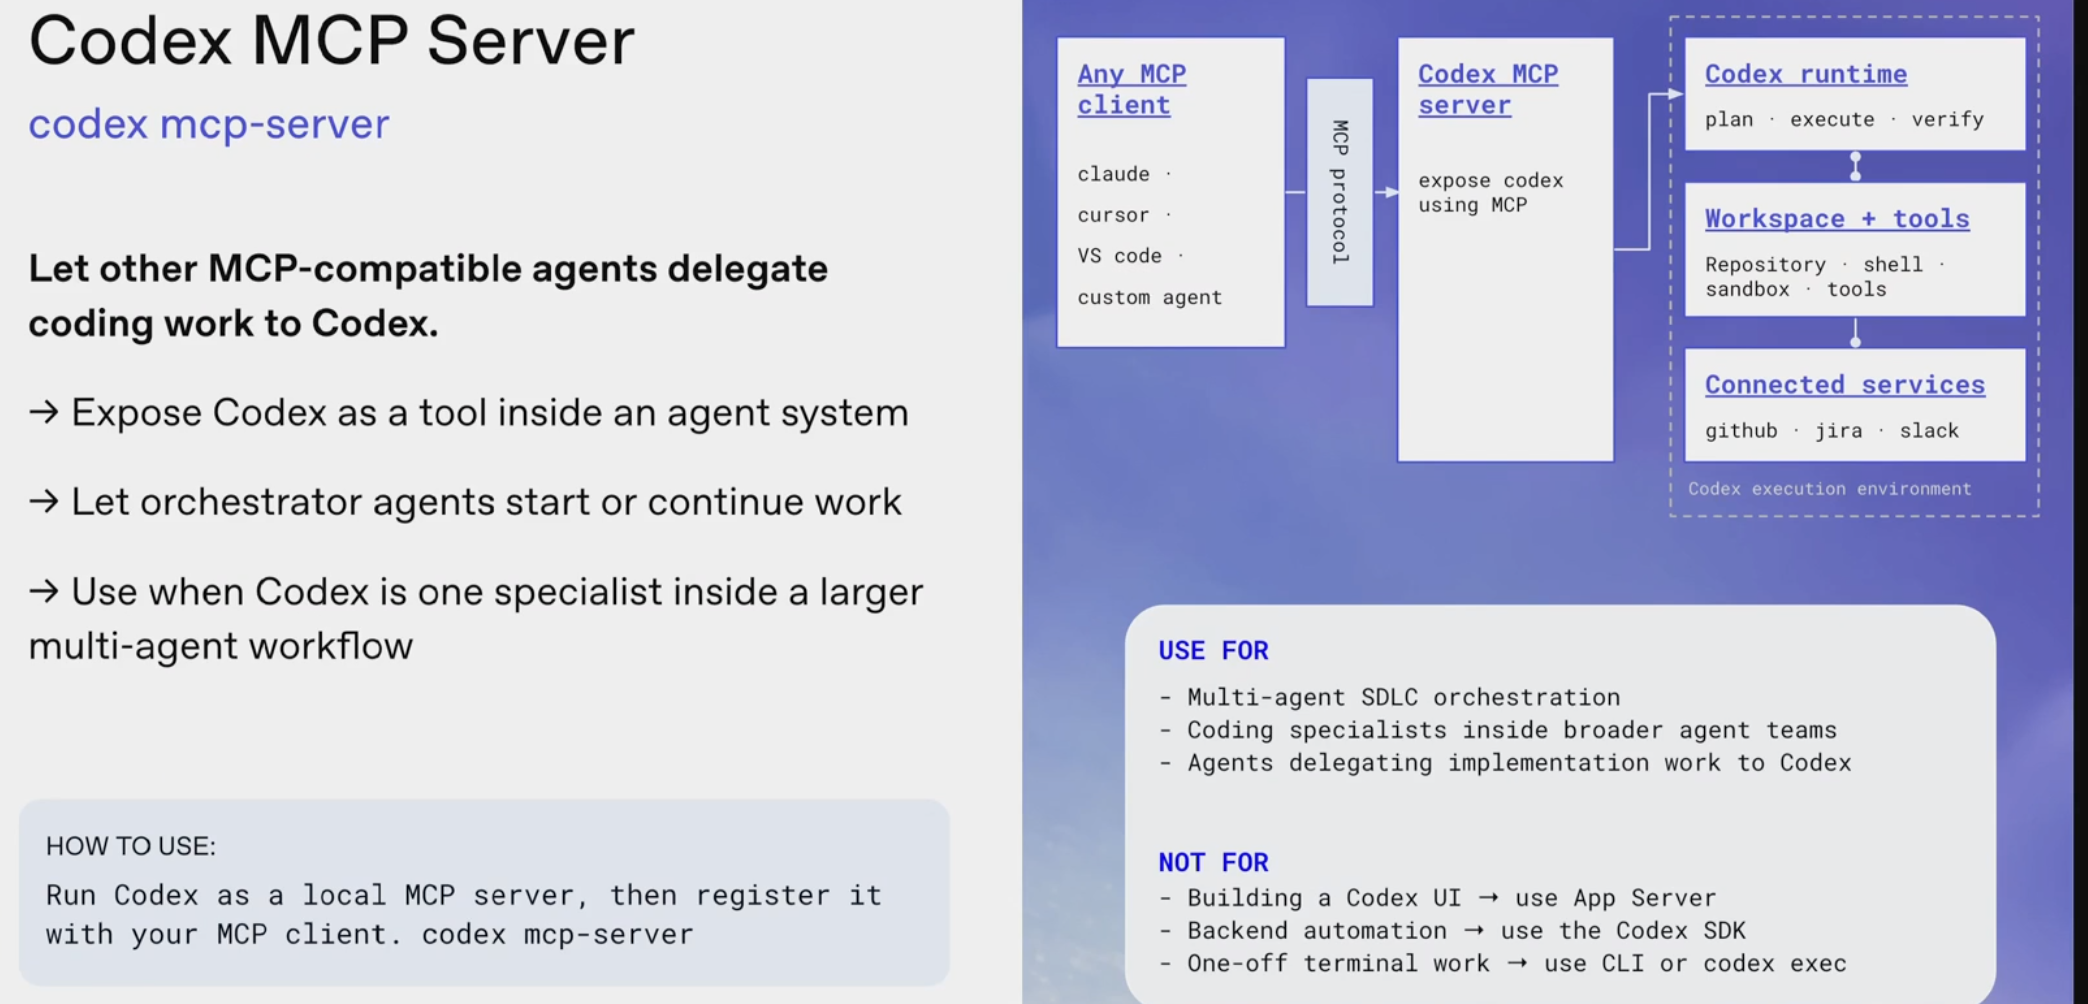 Codex MCP Server
codex mcp-server
Let other MCP-compatible agents delegate
coding work to Codex.
→ Expose Codex as a tool inside an agent system
→ Let orchestrator agents start or continue work
→ Use when Codex is one specialist inside a larger
multi-agent workflow
HOW TO USE:
Run Codex as a local MCP server, then register it
with your MCP client. codex mcp-server
Any MCP
client
claude ·
cursor ·
VS code ·
custom agent
MCP protocol
Codex MCP
server
expose codex
using MCP
Codex runtime
plan · execute · verify
Workspace + tools
Repository · shell ·
sandbox · tools
Connected services
github · jira · slack
Codex execution environment
USE FOR
- Multi-agent SDLC orchestration
- Coding specialists inside broader agent teams
- Agents delegating implementation work to Codex
NOT FOR
- Building a Codex UI → use App Server
- Backend automation → use the Codex SDK
- One-off terminal work → use CLI or codex exec